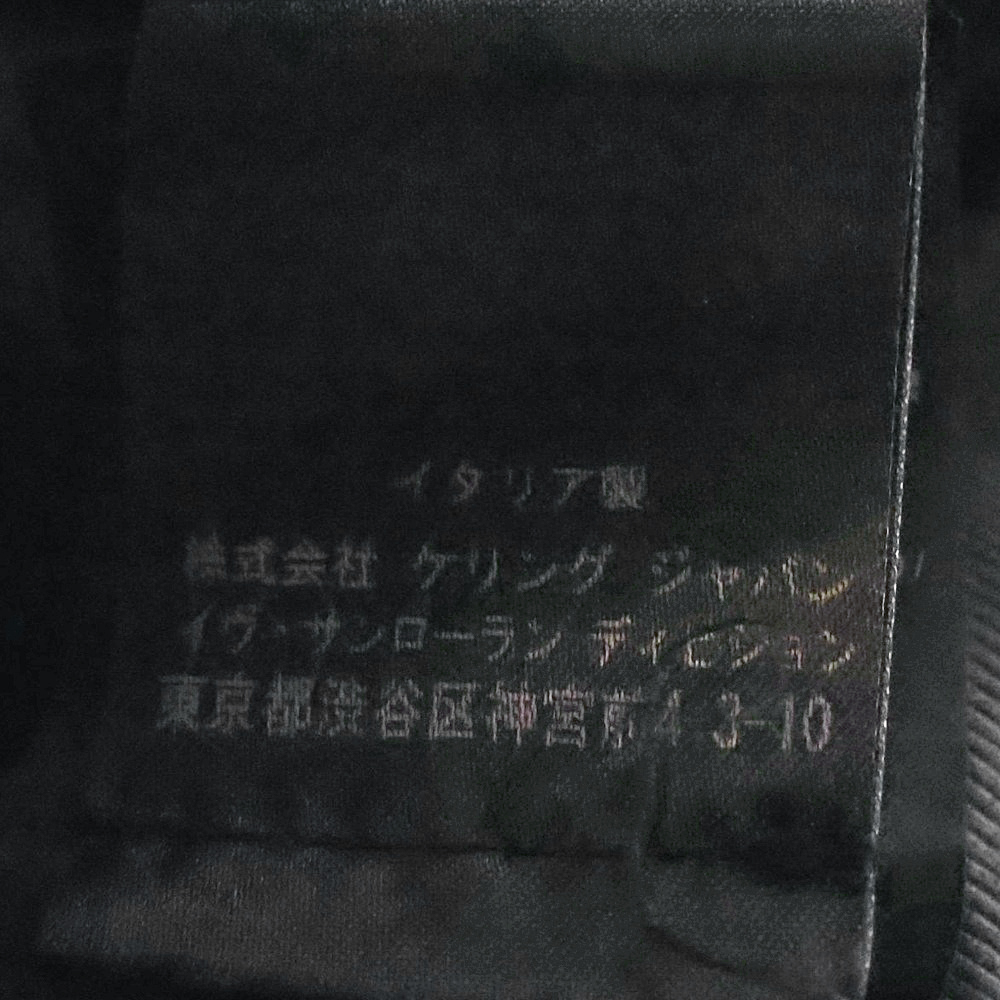 イタリア製
株式会社 ケリング ジャパン
イヴ・サンローラン ディビジョン
東京都渋谷区神宮前4-3-10